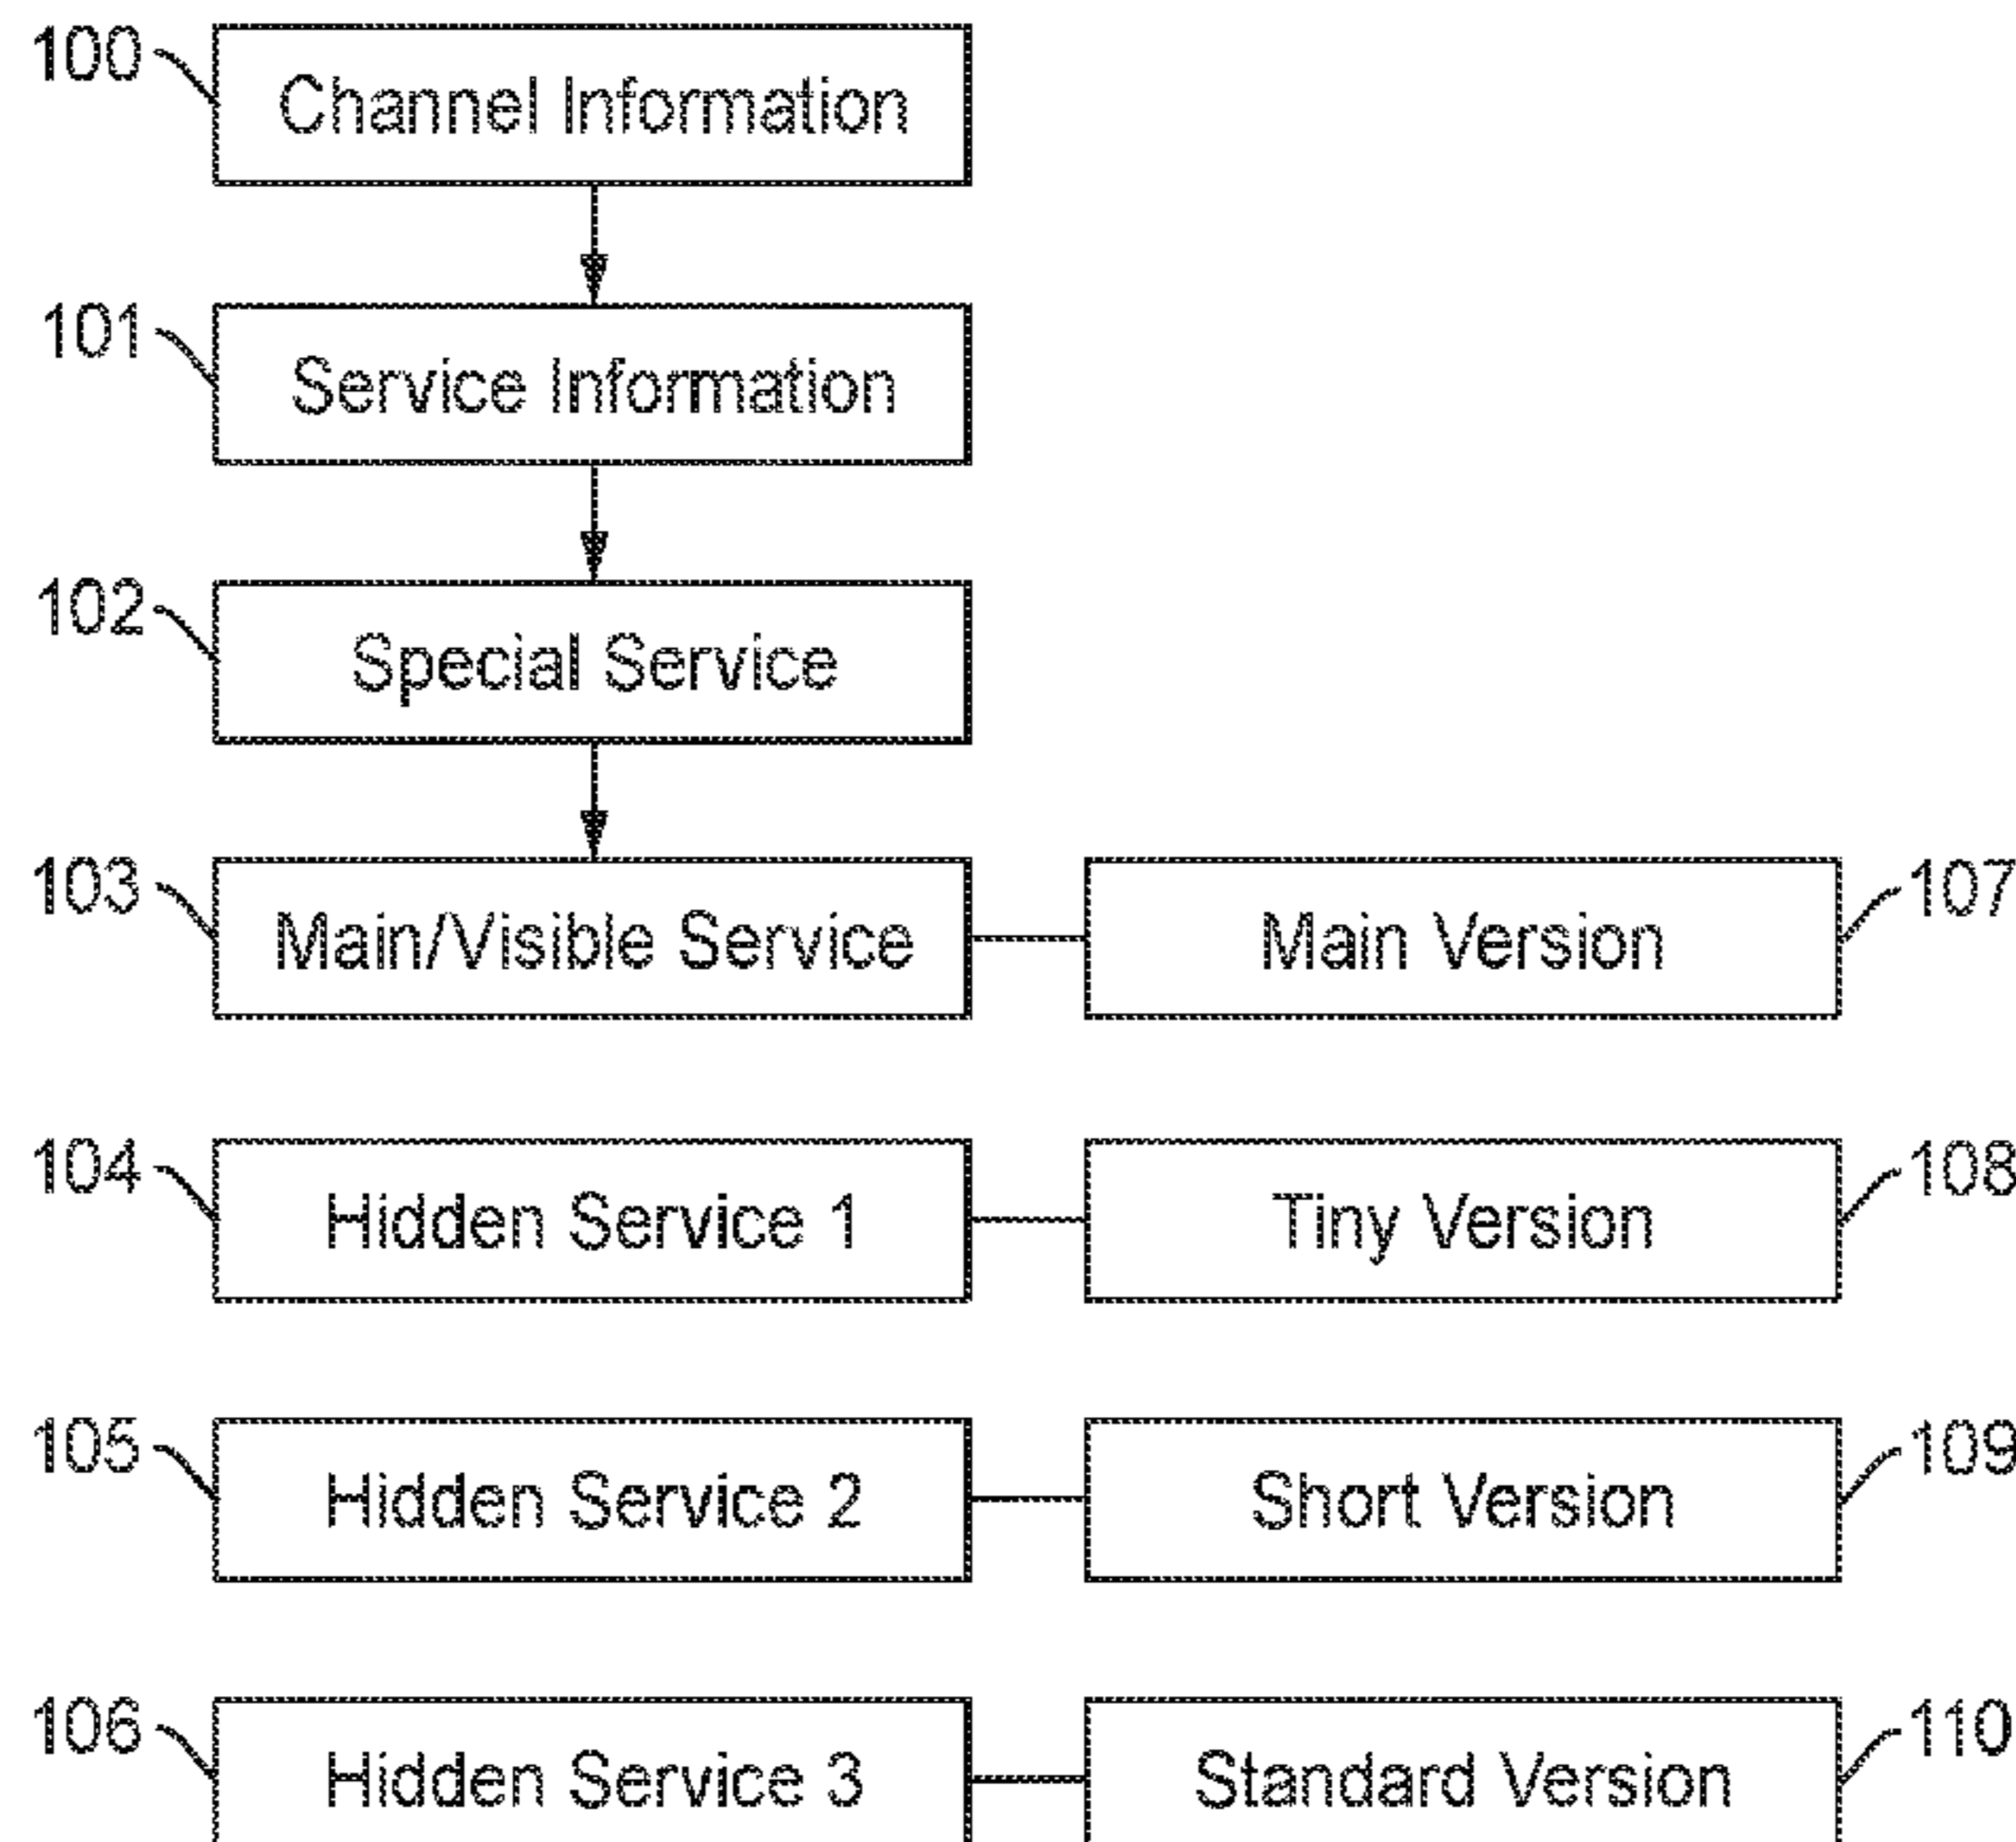 100 Channel Information
101 Service Information
102 Special Service
103 Main/Visible Service Main Version 107
104 Hidden Service 1 Tiny Version 108
105 Hidden Service 2 Short Version 109
106 Hidden Service 3 Standard Version 110